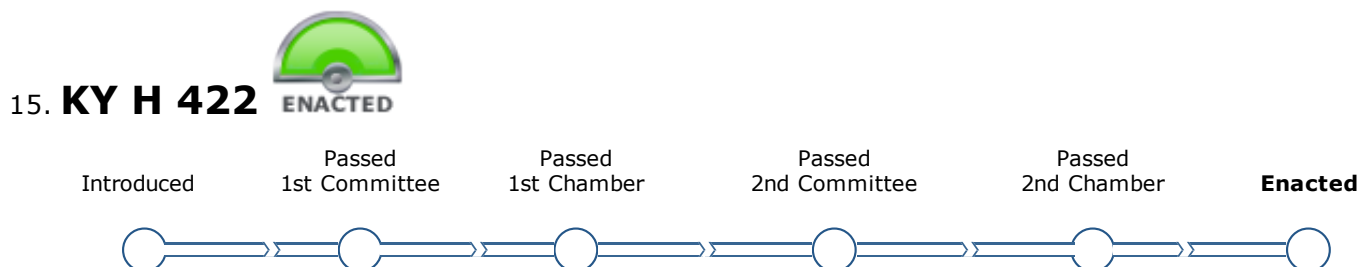 15. KY H 422 ENACTED
Introduced
Passed
1st Committee
Passed
1st Chamber
Passed
2nd Committee
Passed
2nd Chamber
Enacted